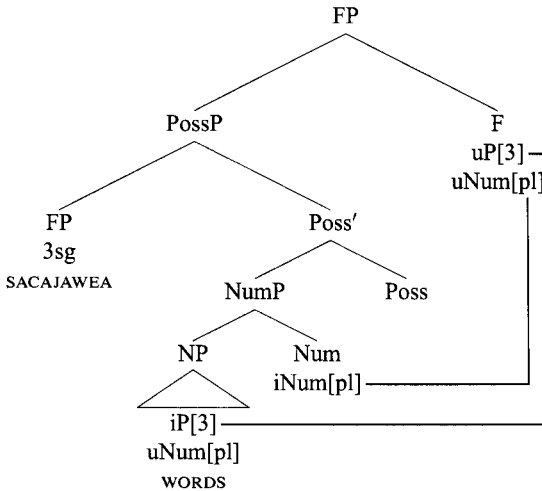 FP
PossP F
uP[3]
uNum[pl]
FP Poss′
3sg
SACAJAWEA
NumP Poss
NP Num
iNum[pl]
iP[3]
uNum[pl]
WORDS